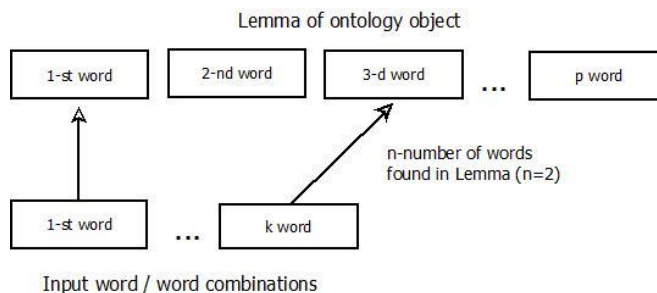 Lemma of ontology object
1-st word
2-nd word
3-d word
...
p word
n-number of words
found in Lemma (n=2)
1-st word
...
k word
Input word / word combinations